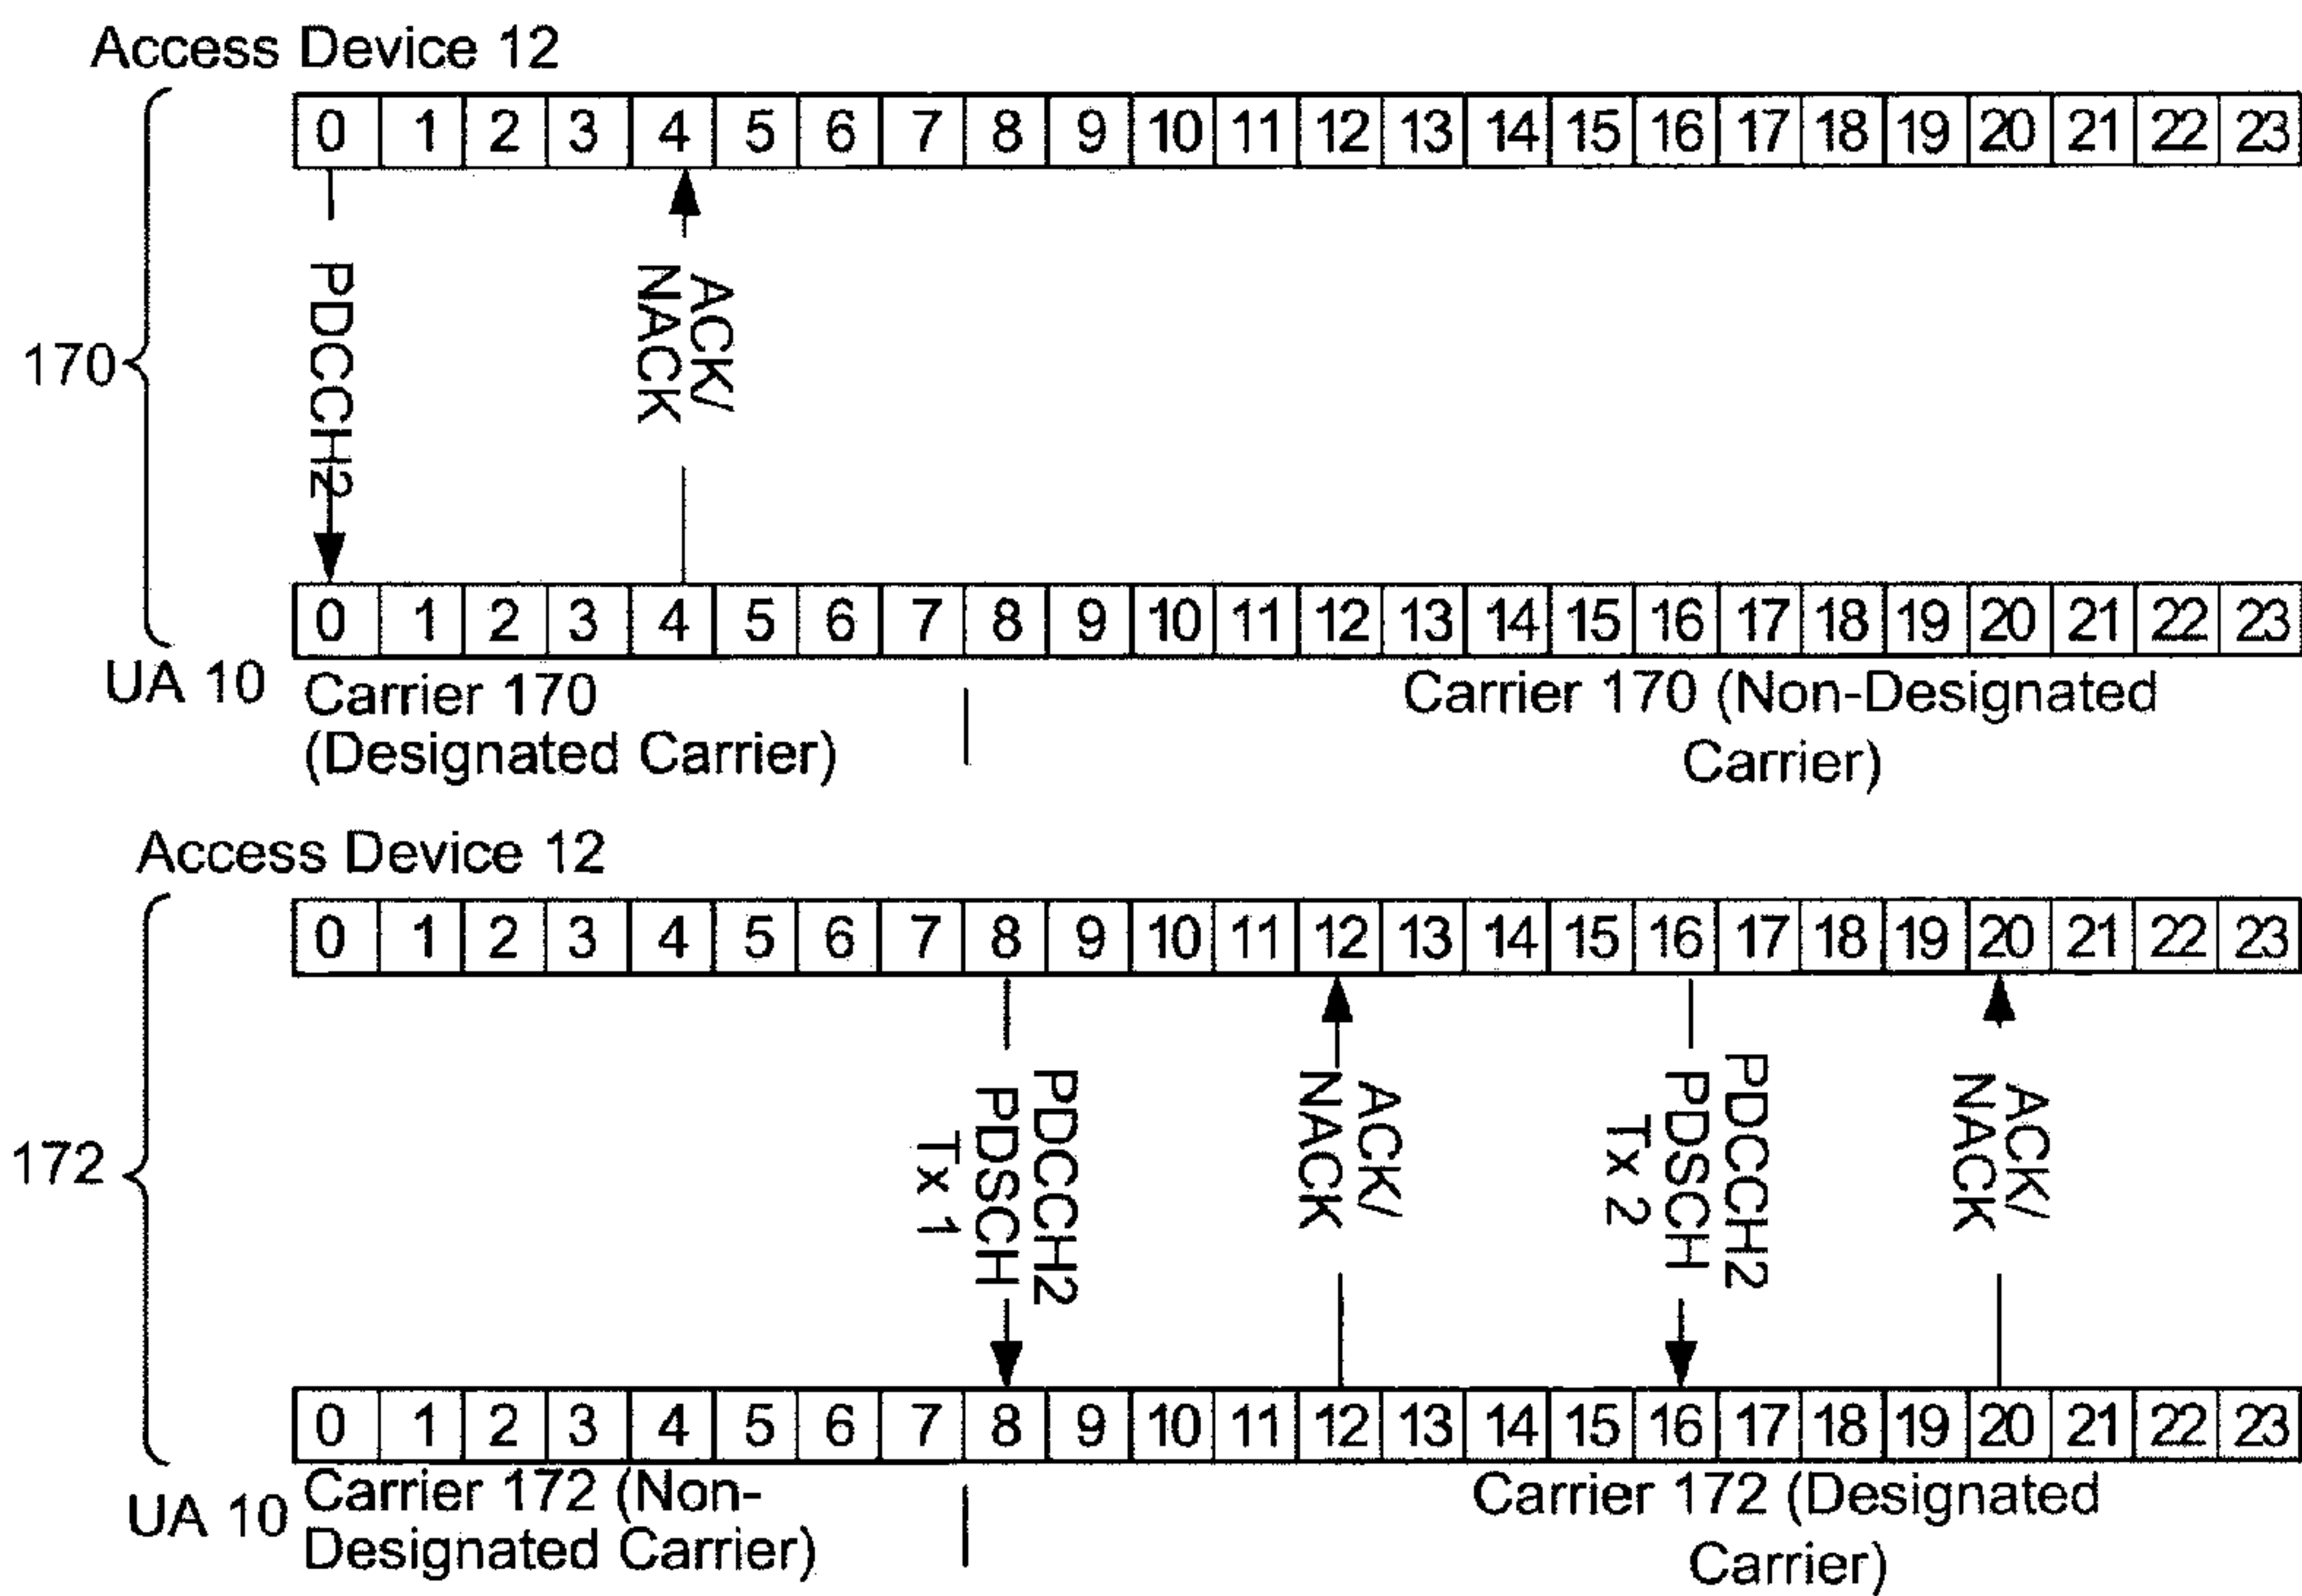 Access Device 12
0 1 2 3 4 5 6 7 8 9 10 11 12 13 14 15 16 17 18 19 20 21 22 23
PDCCH2
ACK/
NACK
170
0 1 2 3 4 5 6 7 8 9 10 11 12 13 14 15 16 17 18 19 20 21 22 23
UA 10
Carrier 170
(Designated Carrier)
Carrier 170 (Non-Designated
Carrier)
Access Device 12
0 1 2 3 4 5 6 7 8 9 10 11 12 13 14 15 16 17 18 19 20 21 22 23
PDCCH2
PDSCH
Tx 1
ACK/
NACK
PDCCH2
PDSCH
Tx 2
ACK/
NACK
172
0 1 2 3 4 5 6 7 8 9 10 11 12 13 14 15 16 17 18 19 20 21 22 23
UA 10
Carrier 172 (Non-
Designated Carrier)
Carrier 172 (Designated
Carrier)